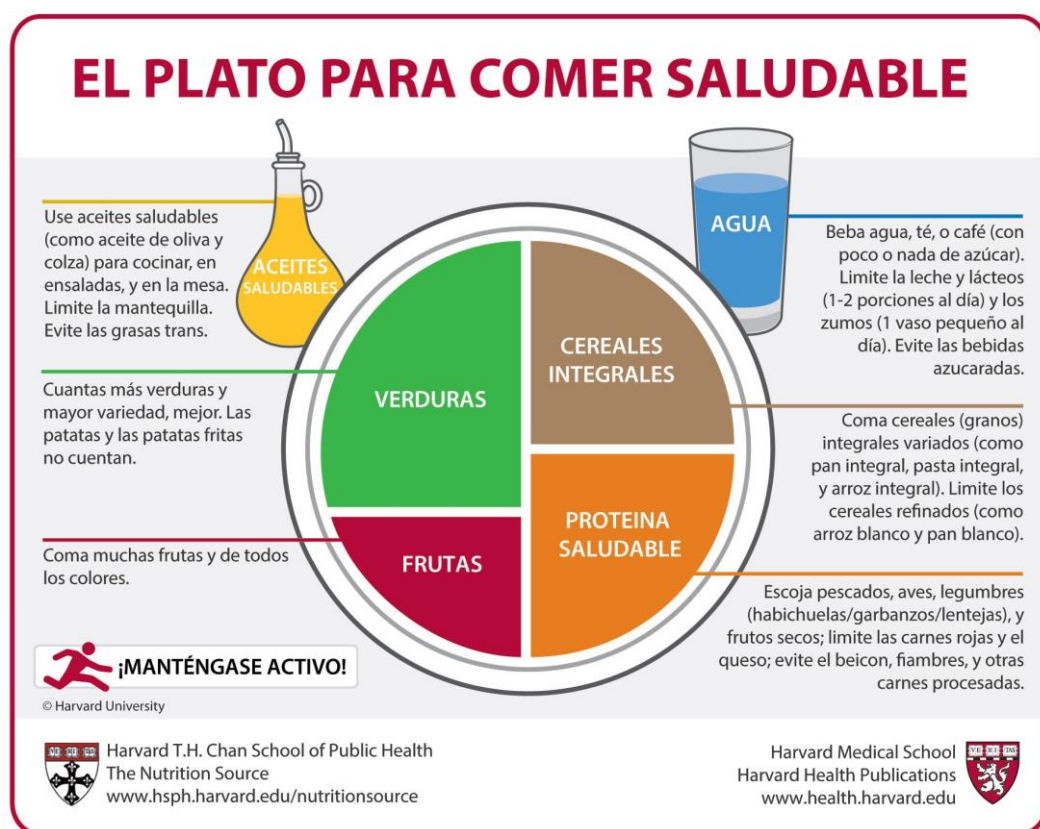 EL PLATO PARA COMER SALUDABLE
Use aceites saludables
(como aceite de oliva y
colza) para cocinar, en
ensaladas, y en la mesa.
Limite la mantequilla.
Evite las grasas trans.
ACEITES
SALUDABLES
AGUA
Beba agua, té, o café (con
poco o nada de azúcar).
Limite la leche y lácteos
(1-2 porciones al día) y los
zumos (1 vaso pequeño al
día). Evite las bebidas
azucaradas.
VERDURAS
CEREALES
INTEGRALES
Cuantas más verduras y
mayor variedad, mejor. Las
patatas y las patatas fritas
no cuentan.
Coma cereales (granos)
integrales variados (como
pan integral, pasta integral,
y arroz integral). Limite los
cereales refinados (como
arroz blanco y pan blanco).
FRUTAS
PROTEINA
SALUDABLE
Coma muchas frutas y de todos
los colores.
Escoja pescados, aves, legumbres
(habichuelas/garbanzos/lentejas), y
frutos secos; limite las carnes rojas y el
queso; evite el beicon, fiambres, y otras
carnes procesadas.
¡MANTÉNGASE ACTIVO!
© Harvard University
Harvard T.H. Chan School of Public Health
The Nutrition Source
www.hsph.harvard.edu/nutritionsource
Harvard Medical School
Harvard Health Publications
www.health.harvard.edu
VE RI TAS